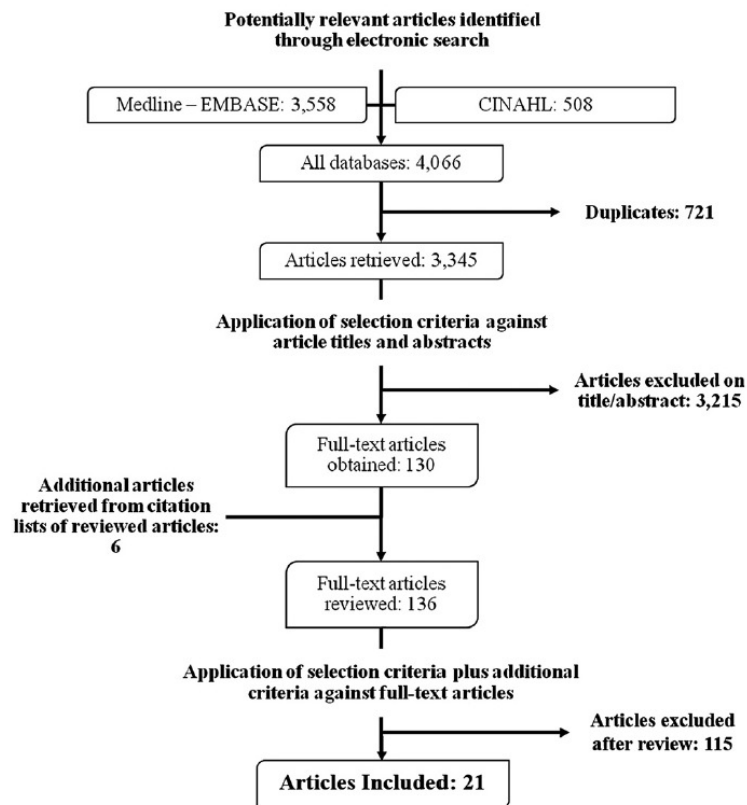 Potentially relevant articles identified
through electronic search
Medline – EMBASE: 3,558
CINAHL: 508
All databases: 4,066
Duplicates: 721
Articles retrieved: 3,345
Application of selection criteria against
article titles and abstracts
Articles excluded on
title/abstract: 3,215
Full-text articles
obtained: 130
Additional articles
retrieved from citation
lists of reviewed articles:
6
Full-text articles
reviewed: 136
Application of selection criteria plus additional
criteria against full-text articles
Articles excluded
after review: 115
Articles Included: 21